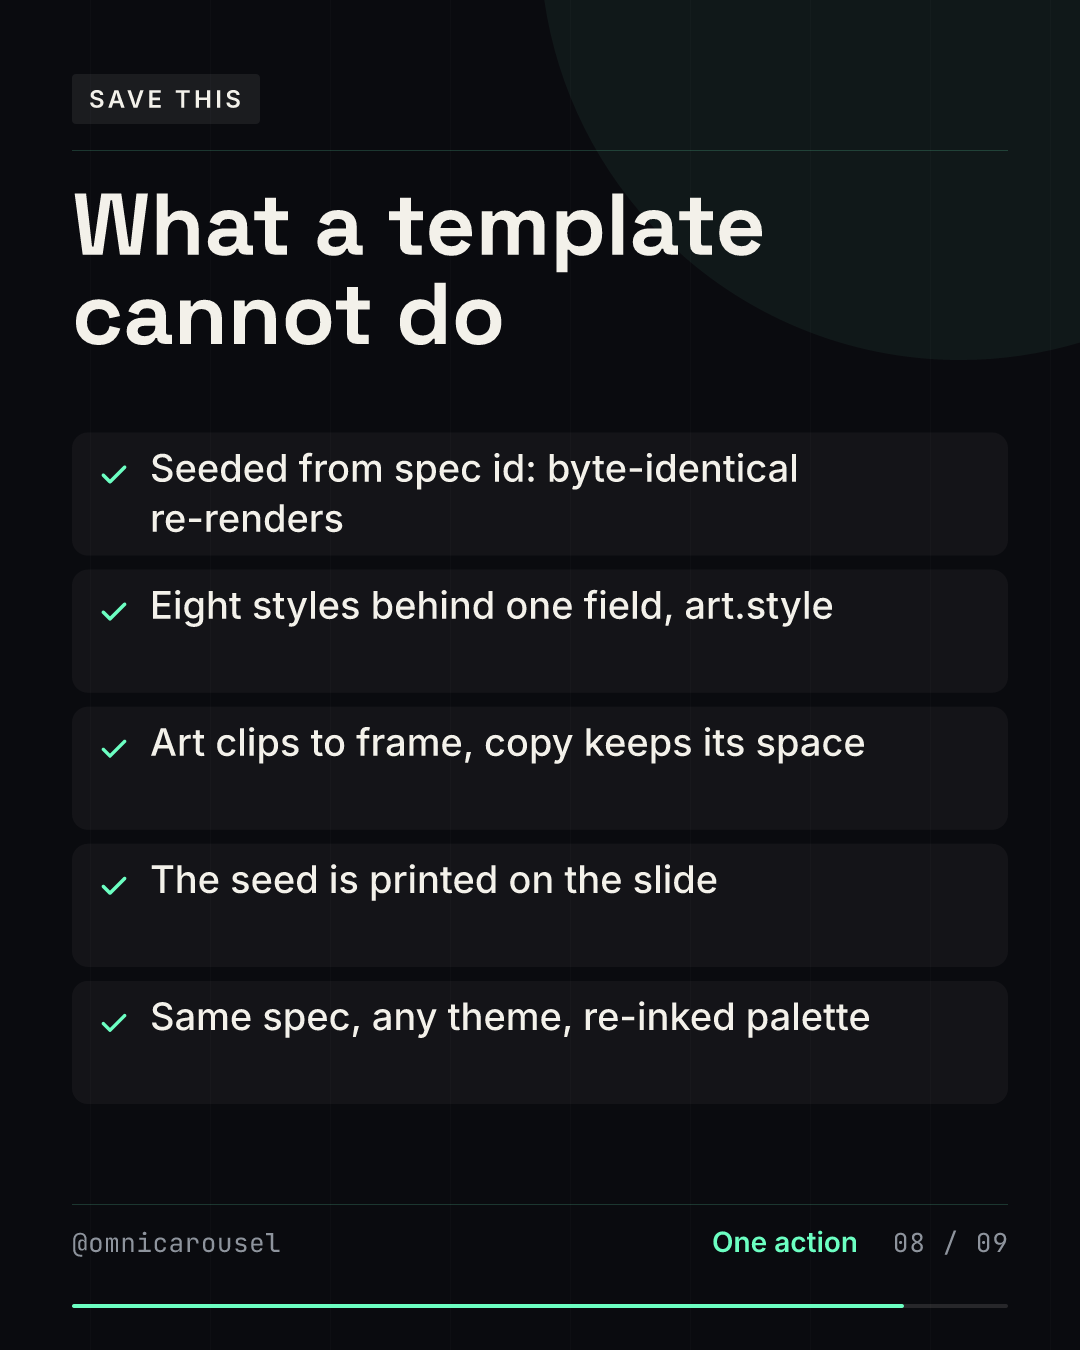 SAVE THIS
What a template
cannot do
Seeded from spec id: byte-identical
re-renders
Eight styles behind one field, art.style
Art clips to frame, copy keeps its space
The seed is printed on the slide
Same spec, any theme, re-inked palette
@omnicarousel
One action
08 / 09